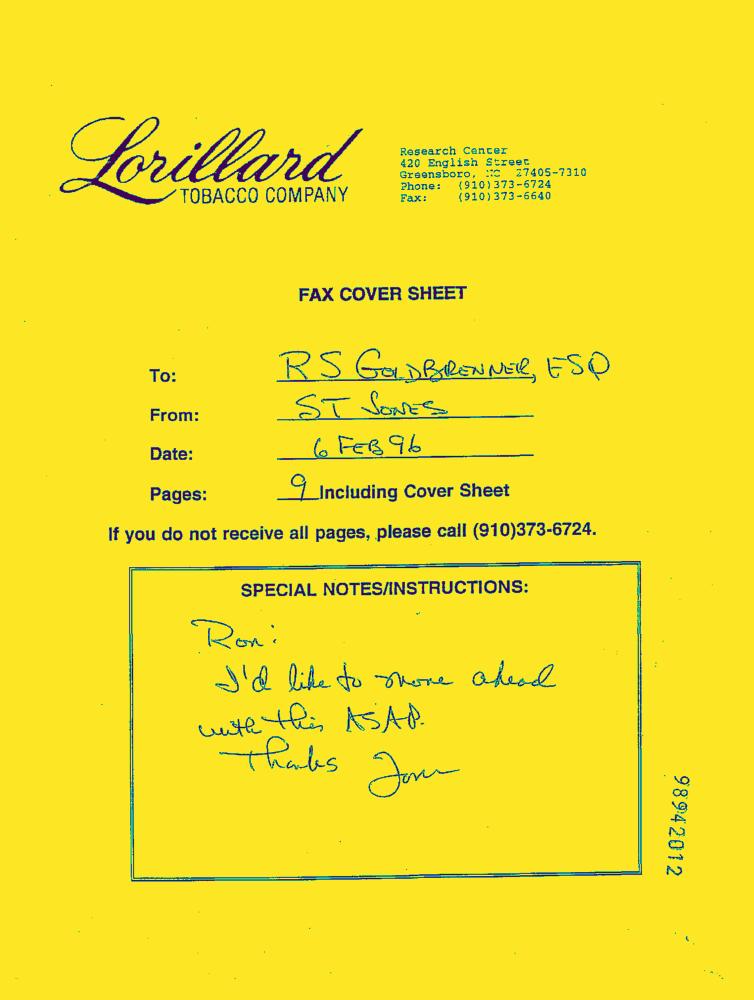 Lorillard
TOBACCO COMPANY
Research Center
420 English Street
Greensboro, NC 27405-7310
Phone: (910)373-6724
Fax: (910)373-6640
FAX COVER SHEET
To: RS GOLDBRENNER, ESQ
From: ST JONES
Date: 6 FEB 96
Pages: 9 Including Cover Sheet
If you do not receive all pages, please call (910)373-6724.
SPECIAL NOTES/INSTRUCTIONS:
Ron:
I'd like to move ahead
with this ASAP.
Thanks
98942012